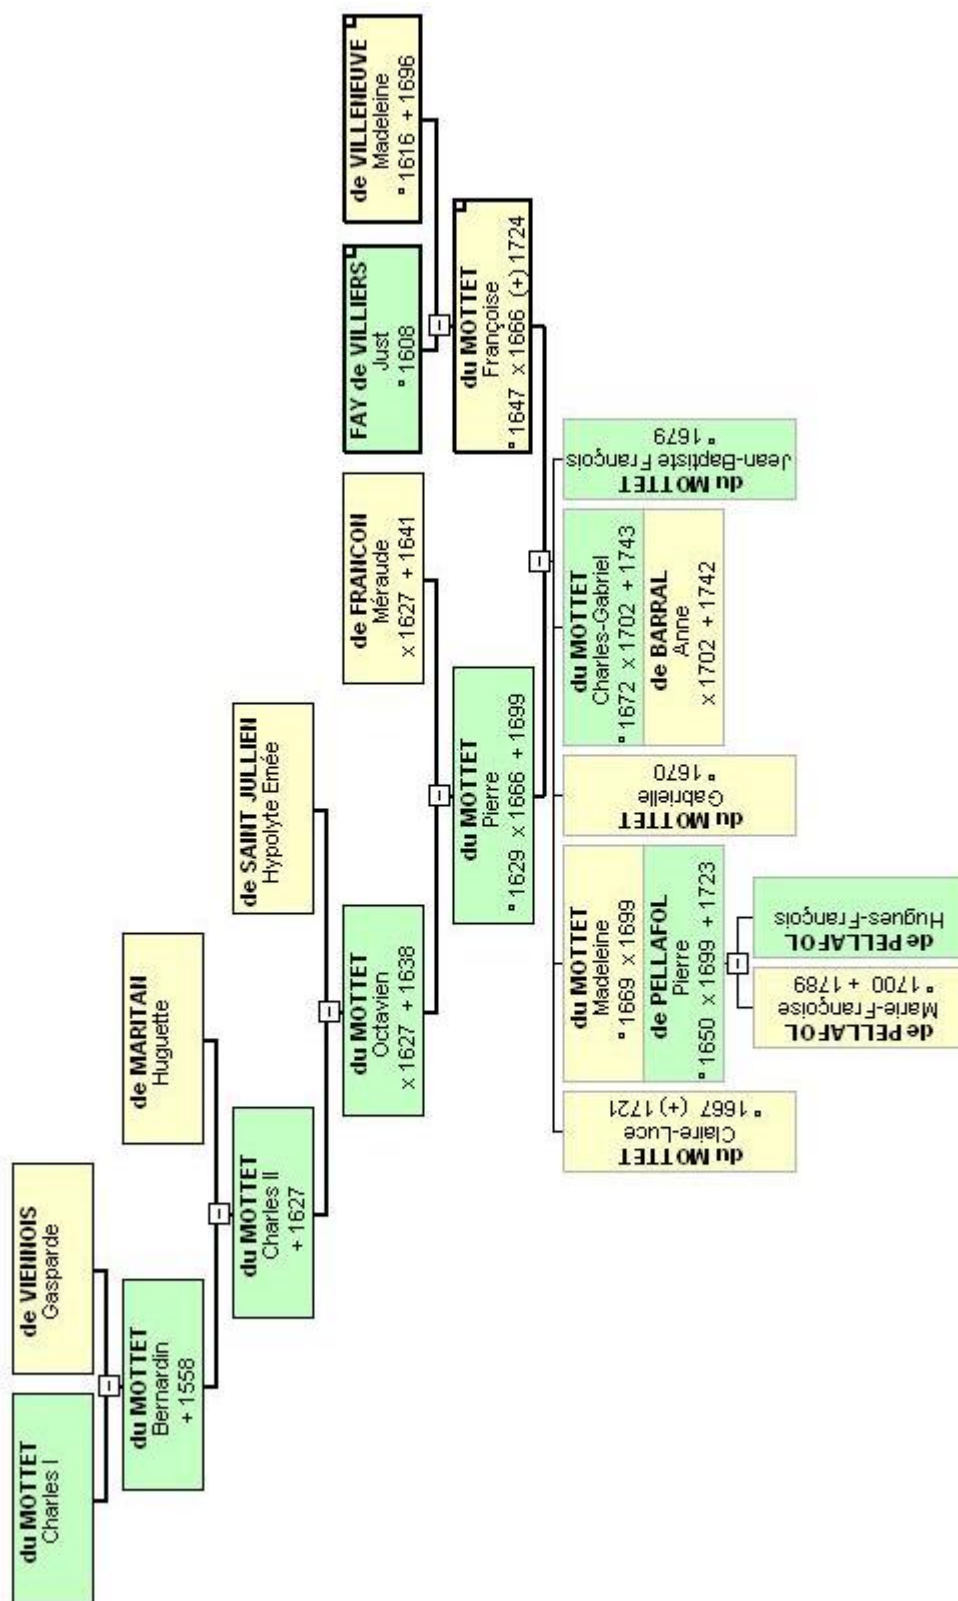 du MOTTET
Charles I
de VIENNOIS
Gasparde
du MOTTET
Bernardin
+ 1558
de MARITAN
Huguette
du MOTTET
Charles II
+ 1627
de SAINT JULLIEN
Hypolyte Emée
du MOTTET
Octavien
x 1627 + 1638
de FRANCON
Méraude
x 1627 + 1641
FAY de VILLIERS
Just
° 1608
de VILLENEUVE
Madeleine
° 1616 + 1696
du MOTTET
Pierre
° 1629 x 1666 + 1699
du MOTTET
Françoise
° 1647 x 1666 (+) 1724
du MOTTET
Claire-Luce
° 1667 (+) 1721
du MOTTET
Madeleine
° 1669 x 1699
de PELLAFOL
Pierre
° 1650 x 1699 + 1723
du MOTTET
Gabrielle
° 1670
du MOTTET
Charles-Gabriel
° 1672 x 1702 + 1743
de BARRAL
Anne
x 1702 + 1742
du MOTTET
Jean-Baptiste François
° 1679
de PELLAFOL
Marie-Françoise
° 1700 + 1789
de PELLAFOL
Hugues-François